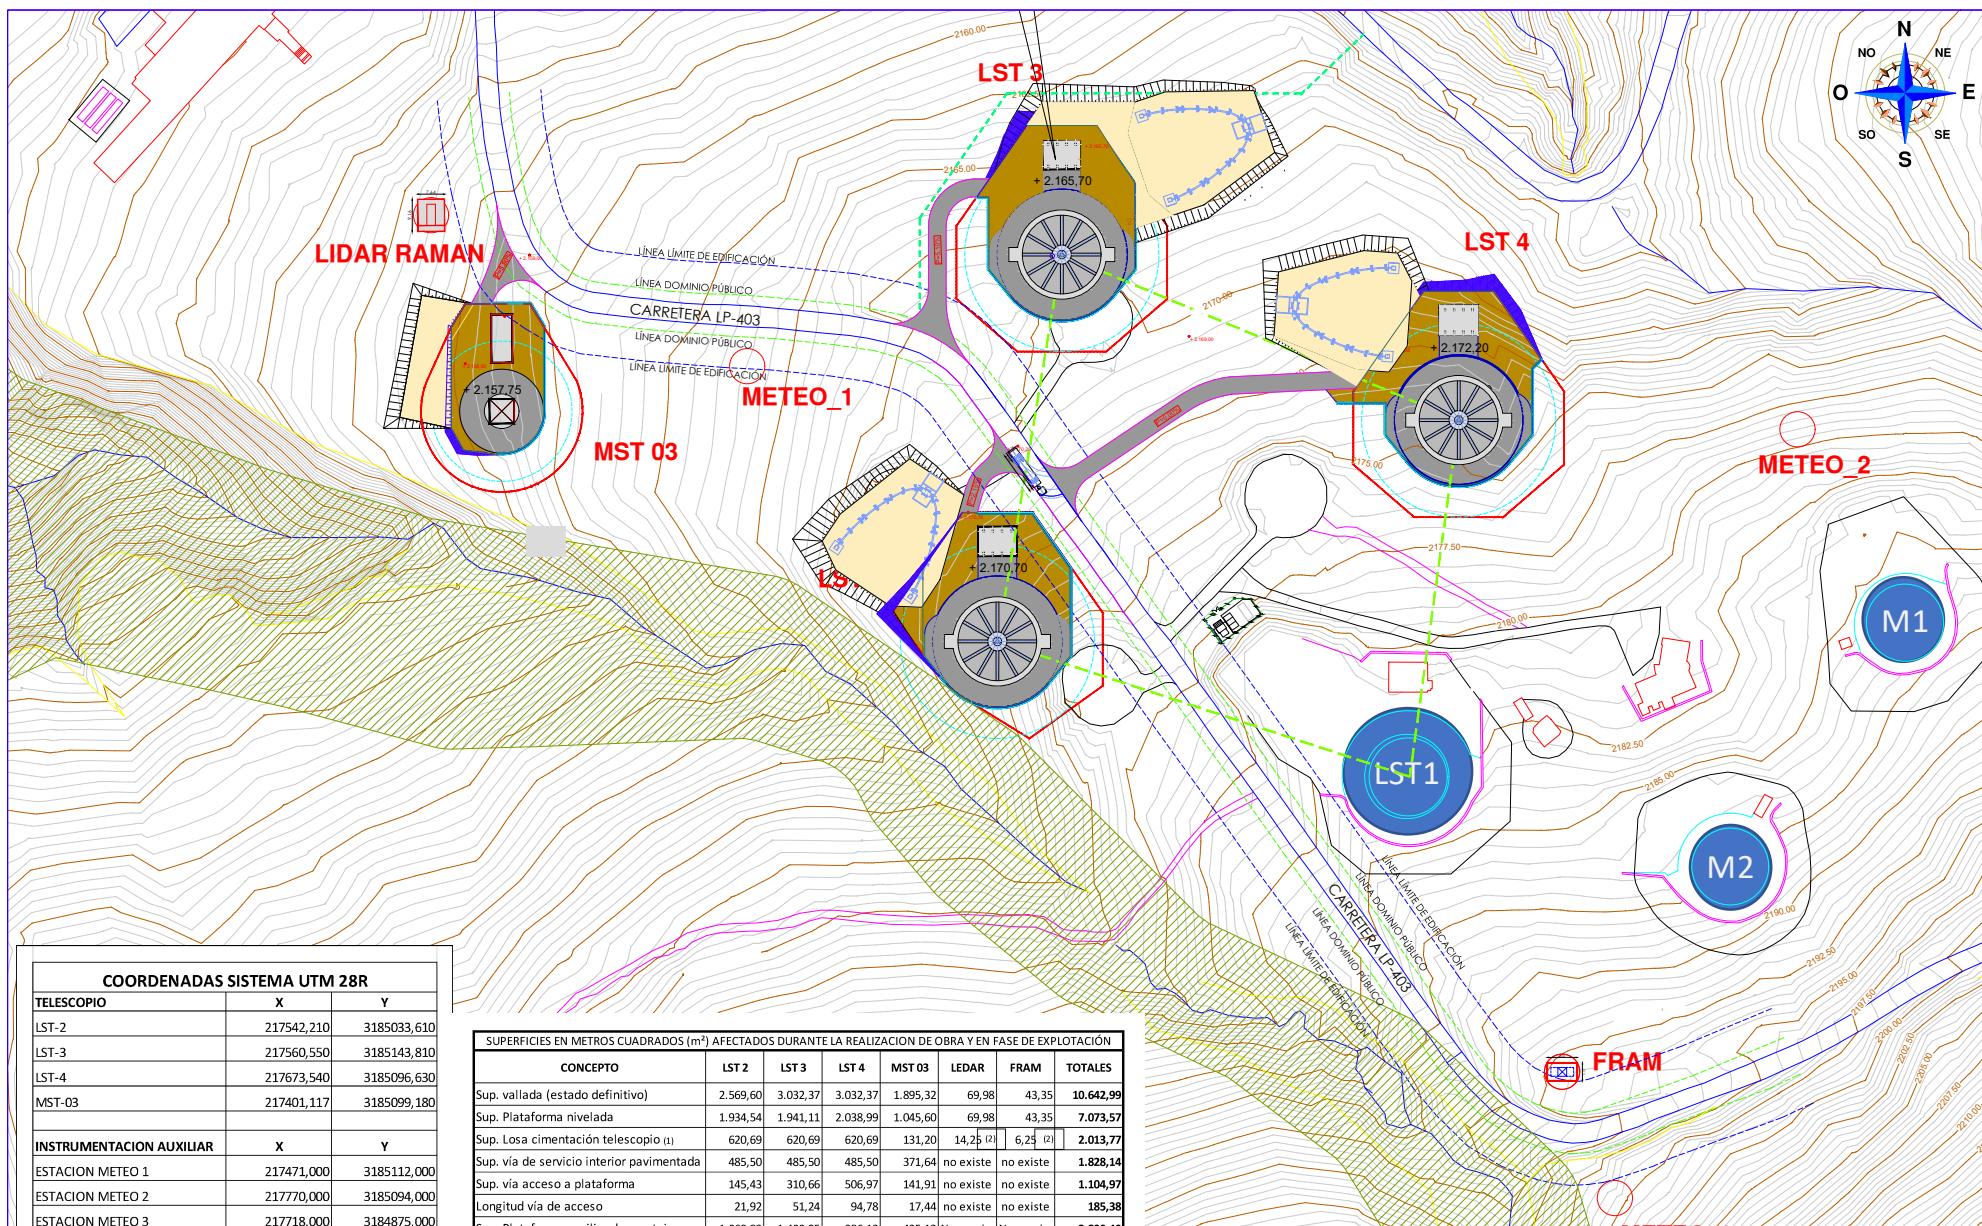 N
NO NE
O E
SO SE
S
2160.00
LST 3
2165.00
+ 2.165,70
LIDAR RAMAN
LÍNEA LÍMITE DE EDIFICACIÓN
LÍNEA DOMINIO PÚBLICO
CARRETERA LP-403
LÍNEA DOMINIO PÚBLICO
LÍNEA LÍMITE DE EDIFICACIÓN
LST 4
2170.00
+ 2.172,20
+ 2.157,75
METEO_1
MST 03
2175.00
METEO_2
2177.50
+ 2.170,70
2180.00
M1
LST1
2182.50
2185.00
M2
2190.00
2192.50
2195.00
2197.50
2200.00
2202.50
2205.00
2207.50
2210.00
LÍNEA LÍMITE DE EDIFICACIÓN
LÍNEA DOMINIO PÚBLICO
CARRETERA LP-403
LÍNEA DOMINIO PÚBLICO
LÍNEA LÍMITE DE EDIFICACIÓN
FRAM
COORDENADAS SISTEMA UTM 28R
TELESCOPIO X Y
LST-2 217542,210 3185033,610
LST-3 217560,550 3185143,810
LST-4 217673,540 3185096,630
MST-03 217401,117 3185099,180
INSTRUMENTACION AUXILIAR X Y
ESTACION METEO 1 217471,000 3185112,000
ESTACION METEO 2 217770,000 3185094,000
ESTACION METEO 3 217718,000 3184875,000
SUPERFICIES EN METROS CUADRADOS (m²) AFECTADOS DURANTE LA REALIZACION DE OBRA Y EN FASE DE EXPLOTACIÓN
CONCEPTO LST 2 LST 3 LST 4 MST 03 LEDAR FRAM TOTALES
Sup. vallada (estado definitivo) 2.569,60 3.032,37 3.032,37 1.895,32 69,98 43,35 10.642,99
Sup. Plataforma nivelada 1.934,54 1.941,11 2.038,99 1.045,60 69,98 43,35 7.073,57
Sup. Losa cimentación telescopio (1) 620,69 620,69 620,69 131,20 14,25 (2) 6,25 (2) 2.013,77
Sup. vía de servicio interior pavimentada 485,50 485,50 485,50 371,64 no existe no existe 1.828,14
Sup. vía acceso a plataforma 145,43 310,66 506,97 141,91 no existe no existe 1.104,97
Longitud vía de acceso 21,92 51,24 94,78 17,44 no existe no existe 185,38